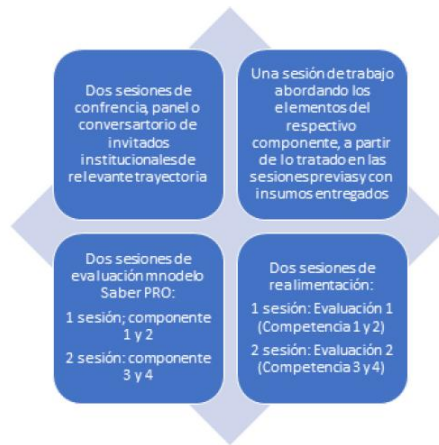 Dos sesiones de
confrencia, panel o
conversartorio de
invitados
institucionales de
relevante trayectoria
Una sesión de trabajo
abordando los
elementos del
respectivo
componente, a partir
de lo tratado en las
sesiones previas y con
insumos entregados
Dos sesiones de
evaluación mnodelo
Saber PRO:
1 sesión; componente
1 y 2
2 sesión: componente
3 y 4
Dos sesiones de
realimentación:
1 sesión: Evaluación 1
(Competencia 1 y 2)
2 sesión: Evaluación 2
(Competencia 3 y 4)